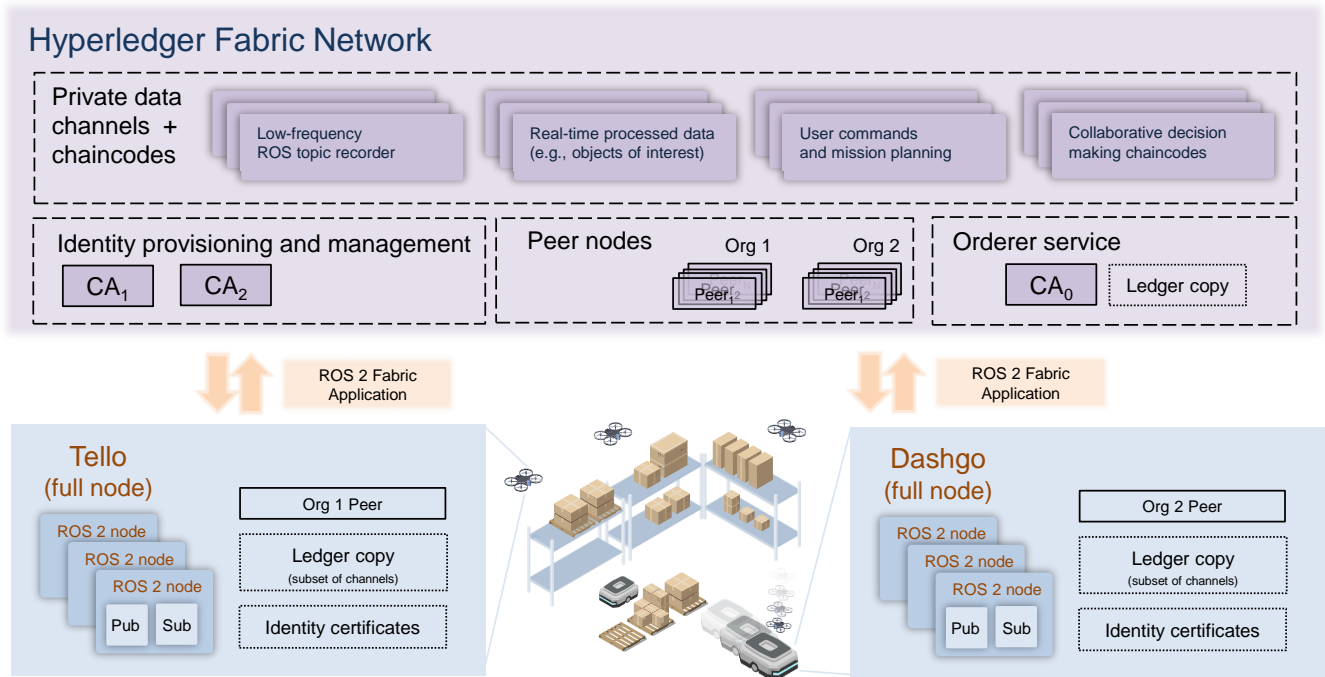 Hyperledger Fabric Network
Private data
channels +
chaincodes
Low-frequency
ROS topic recorder
Real-time processed data
(e.g., objects of interest)
User commands
and mission planning
Collaborative decision
making chaincodes
Identity provisioning and management
CA₁
CA₂
Peer nodes
Org 1
Org 2
Peer₁
Peer₁
Orderer service
CA₀
Ledger copy
ROS 2 Fabric
Application
ROS 2 Fabric
Application
Tello
(full node)
ROS 2 node
ROS 2 node
ROS 2 node
Pub
Sub
Org 1 Peer
Ledger copy
(subset of channels)
Identity certificates
Dashgo
(full node)
ROS 2 node
ROS 2 node
ROS 2 node
Pub
Sub
Org 2 Peer
Ledger copy
(subset of channels)
Identity certificates